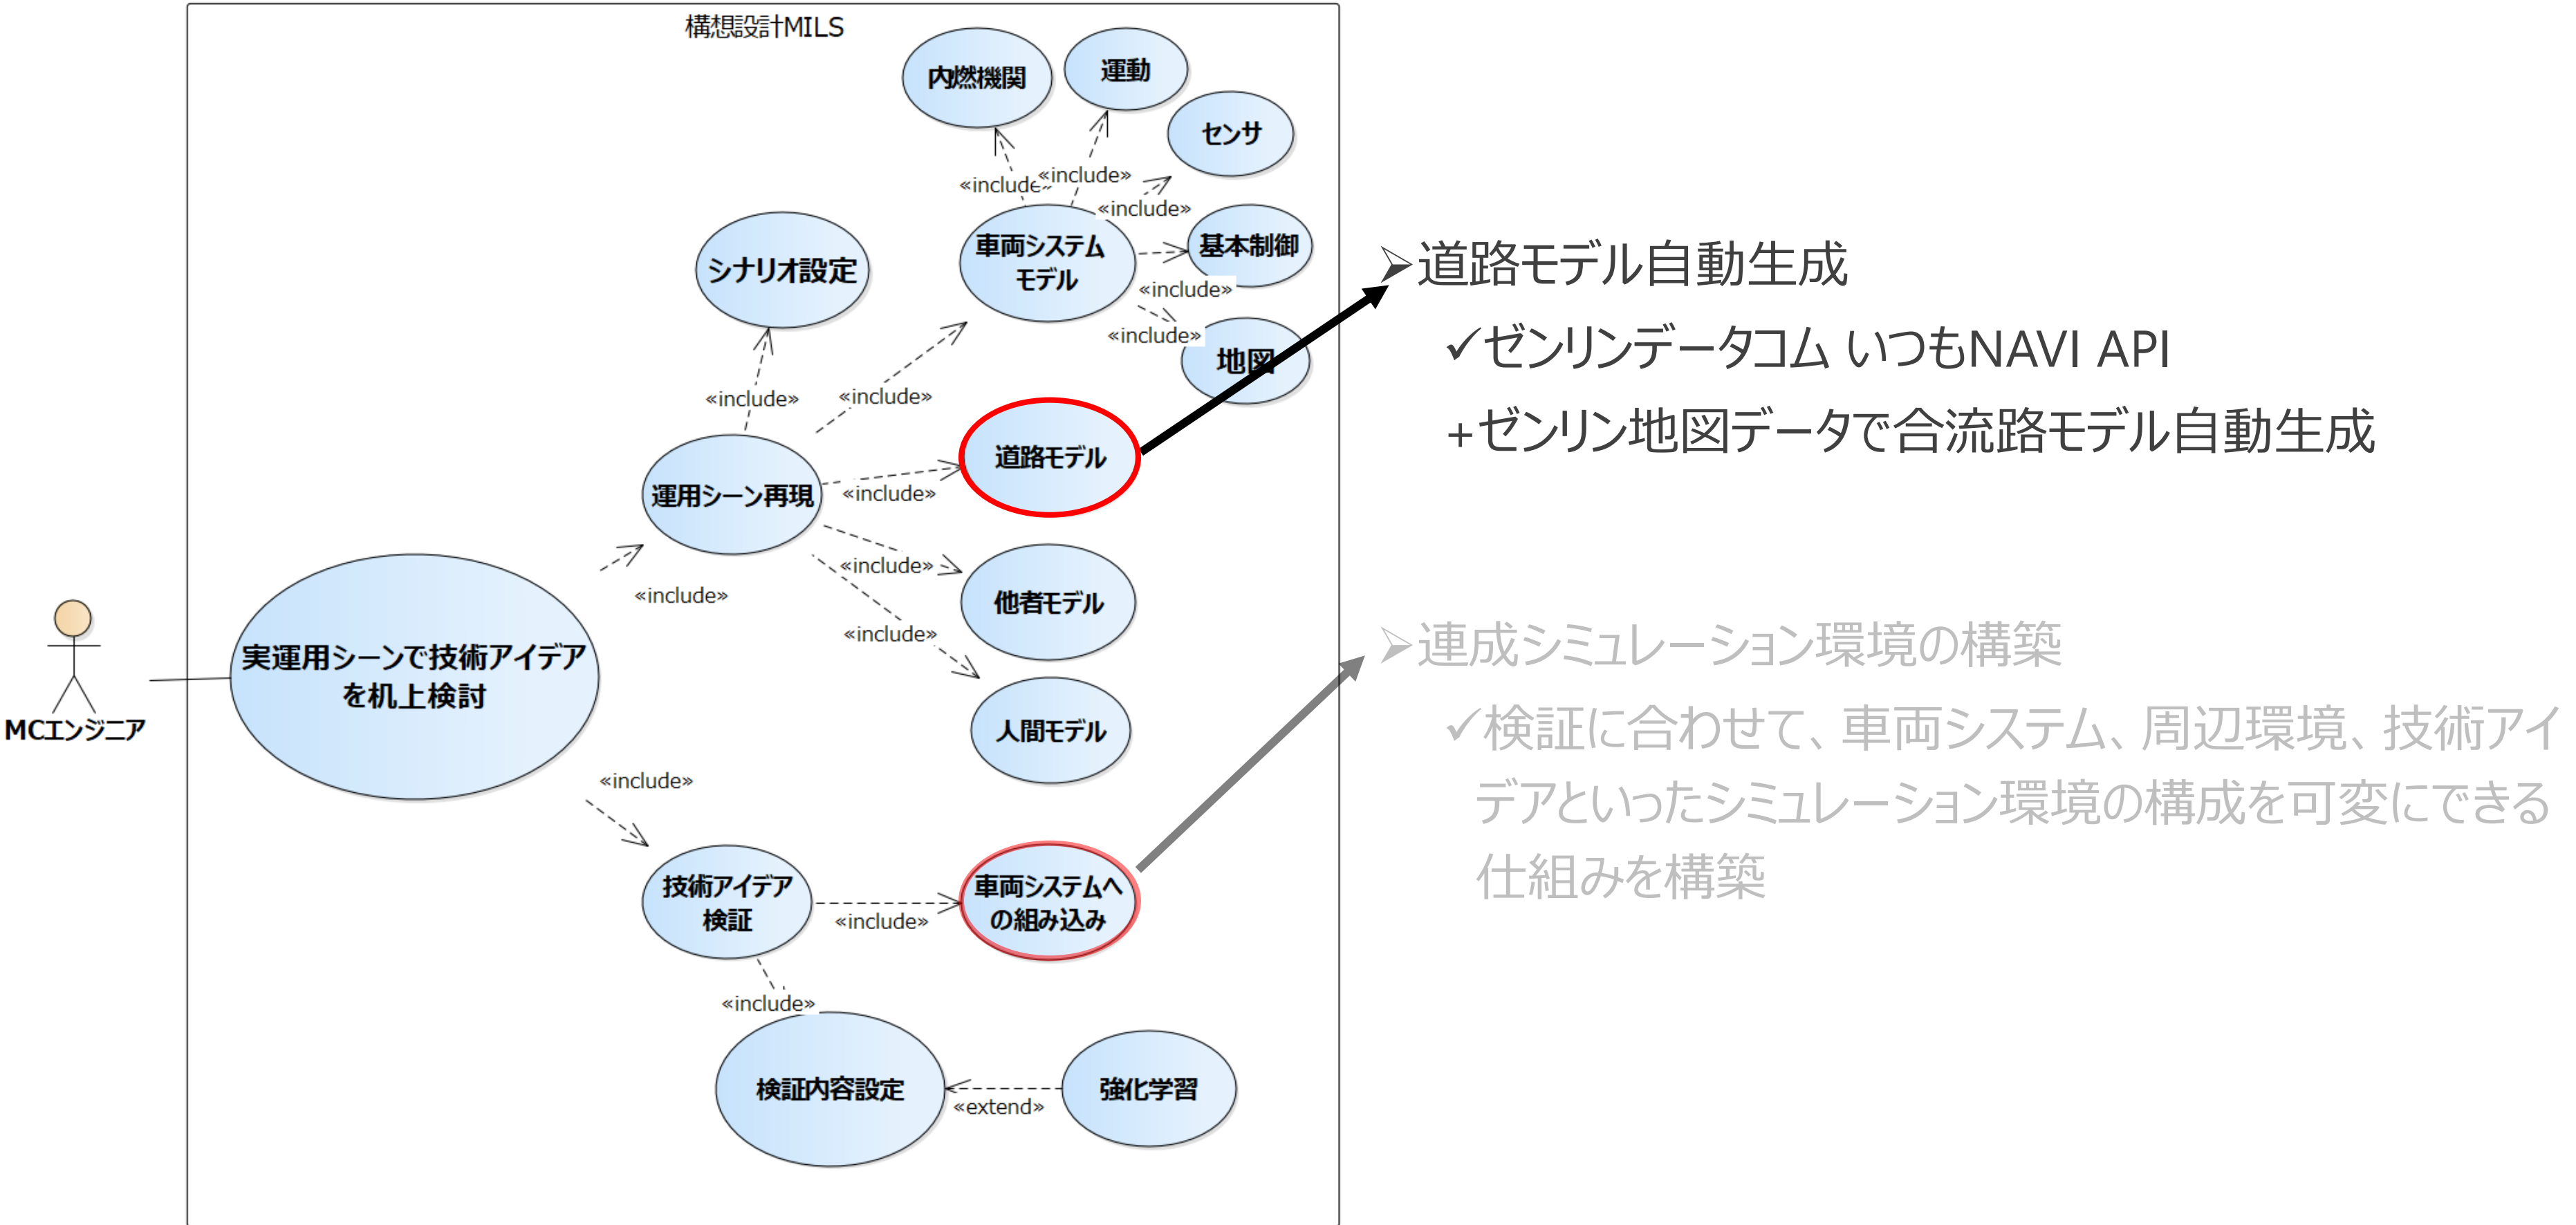 構想設計MILS
内燃機関
運動
センサ
«include»
«include»
«include»
シナリオ設定
車両システム
モデル
基本制御
«include»
«include»
地図
«include»
«include»
道路モデル
運用シーン再現
«include»
«include»
他者モデル
«include»
«include»
実運用シーンで技術アイデア
を机上検討
MCエンジニア
人間モデル
«include»
技術アイデア
検証
«include»
車両システムへ
の組み込み
«include»
検証内容設定
«extend»
強化学習
➢道路モデル自動生成
✓ゼンリンデータコム いつもNAVI API
+ゼンリン地図データで合流路モデル自動生成
➢連成シミュレーション環境の構築
✓検証に合わせて、車両システム、周辺環境、技術アイ
デアといったシミュレーション環境の構成を可変にできる
仕組みを構築